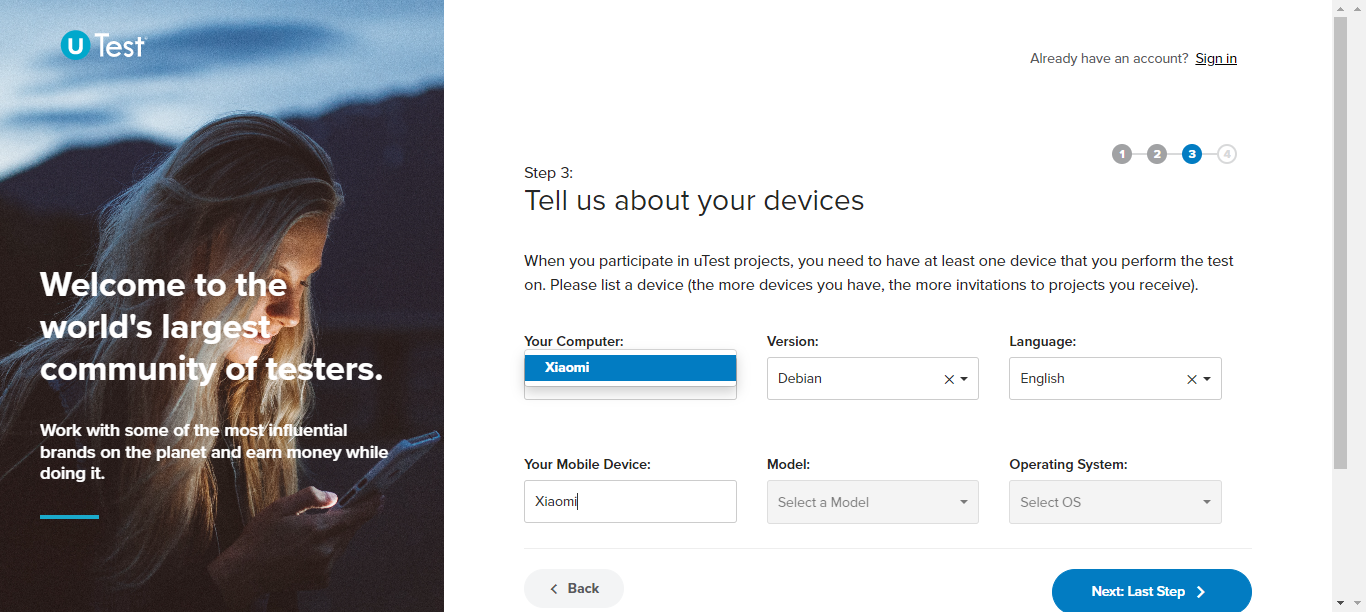 U Test
Already have an account? Sign in
1 2 3 4
Step 3:
Tell us about your devices
When you participate in uTest projects, you need to have at least one device that you perform the test
on. Please list a device (the more devices you have, the more invitations to projects you receive).
Welcome to the
world's largest
community of testers.
Work with some of the most influential
brands on the planet and earn money while
doing it.
Your Computer: Version: Language:
Xiaomi Debian English
Your Mobile Device: Model: Operating System:
Xiaomi Select a Model Select OS
Back Next: Last Step